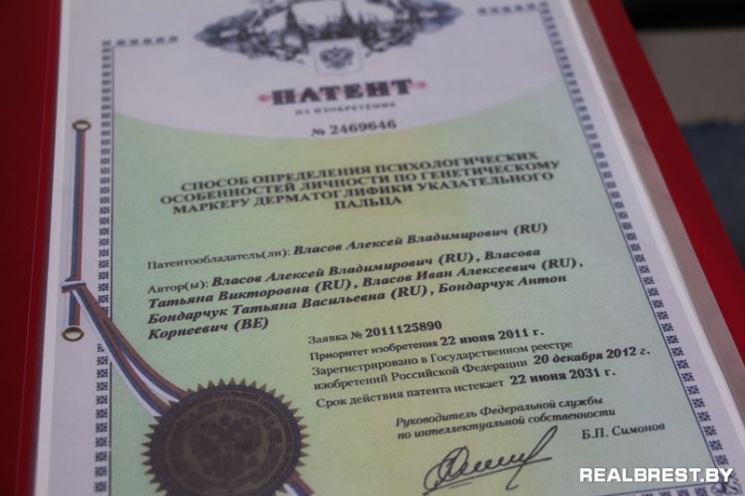 ПАТЕНТ
НА ИЗОБРЕТЕНИЕ
№ 2469646
СПОСОБ ОПРЕДЕЛЕНИЯ ПСИХОЛОГИЧЕСКИХ
ОСОБЕННОСТЕЙ ЛИЧНОСТИ ПО ГЕНЕТИЧЕСКОМУ
МАРКЕРУ ДЕРМАТОГЛИФИКИ УКАЗАТЕЛЬНОГО
ПАЛЬЦА
Патентообладатель(ли): Власов Алексей Владимирович (RU)
Автор(ы): Власов Алексей Владимирович (RU), Власова
Татьяна Викторовна (RU), Власов Иван Алексеевич (RU),
Бондарчук Татьяна Васильевна (RU), Бондарчук Антон
Корнеевич (BE)
Заявка № 2011125890
Приоритет изобретения 22 июня 2011 г.
Зарегистрировано в Государственном реестре
изобретений Российской Федерации 20 декабря 2012 г.
Срок действия патента истекает 22 июня 2031 г.
Руководитель Федеральной службы
по интеллектуальной собственности
Б.П. Симонов
REALBREST.BY